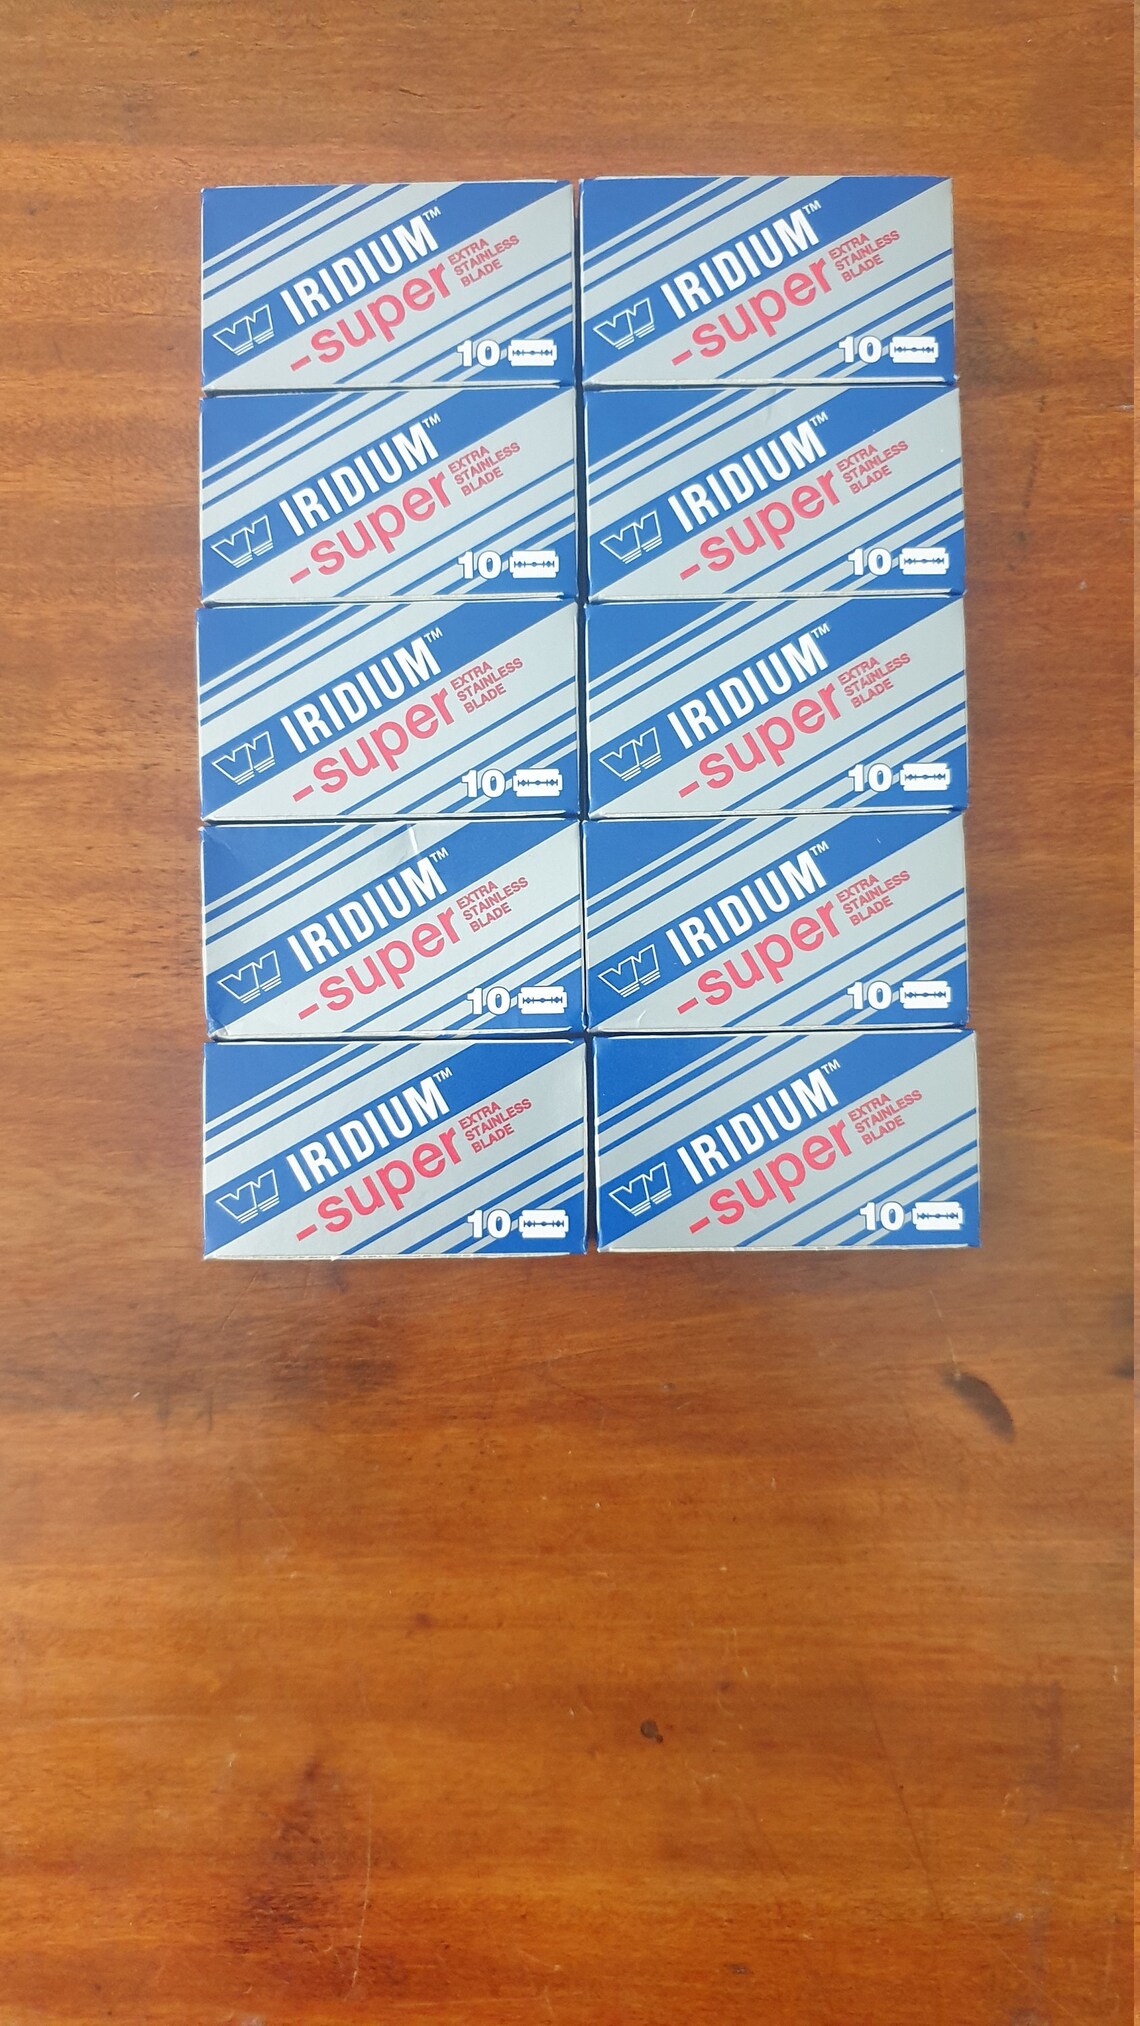 IRIDIUM™
-super EXTRA
STAINLESS
BLADE
10
IRIDIUM™
-super EXTRA
STAINLESS
BLADE
10
IRIDIUM™
-super EXTRA
STAINLESS
BLADE
10
IRIDIUM™
-super EXTRA
STAINLESS
BLADE
10
IRIDIUM™
-super EXTRA
STAINLESS
BLADE
10
IRIDIUM™
-super EXTRA
STAINLESS
BLADE
10
IRIDIUM™
-super EXTRA
STAINLESS
BLADE
10
IRIDIUM™
-super EXTRA
STAINLESS
BLADE
10
IRIDIUM™
-super EXTRA
STAINLESS
BLADE
10
IRIDIUM™
-super EXTRA
STAINLESS
BLADE
10